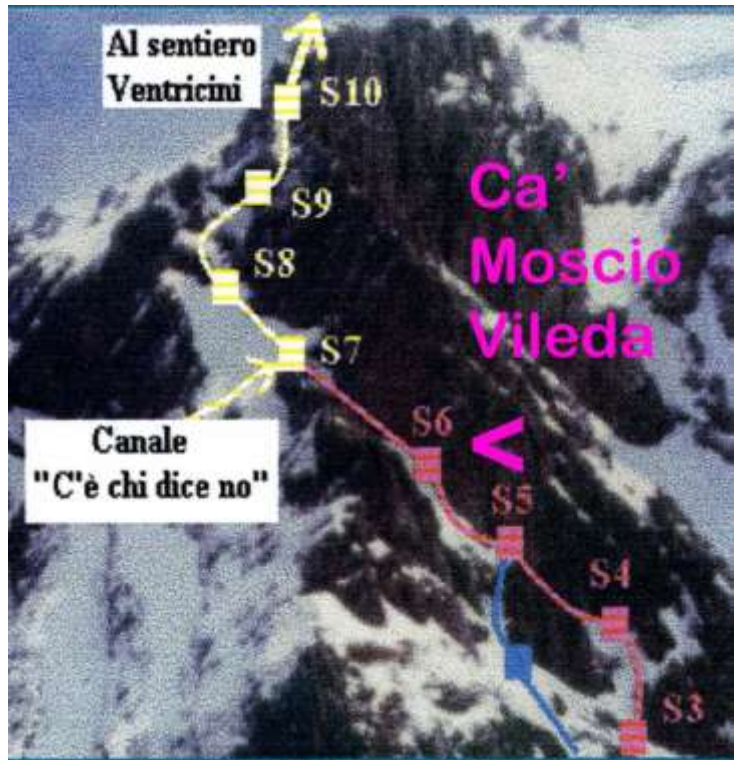 Al sentiero
Ventricini
S10
S9
Ca'
Moscio
Vileda
S8
S7
Canale
"C'è chi dice no"
S6
<
S5
S4
S3